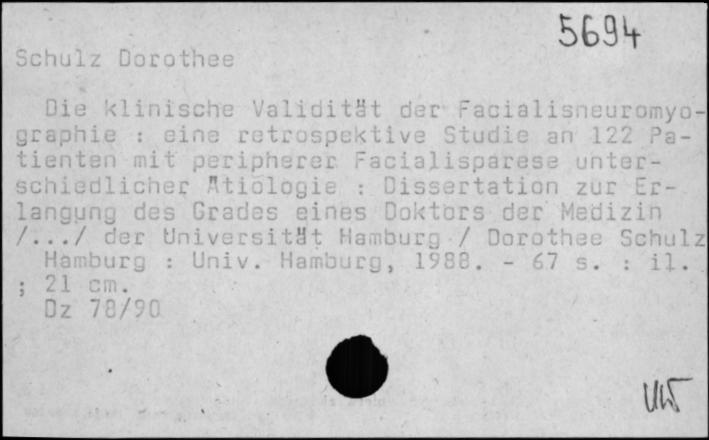 5694
Schulz Dorothee
Die klinische Validität der Facialisneuromyo-
graphie : eine retrospektive Studie an 122 Pa-
tienten mit peripherer Facialisparese unter-
schiedlicher Ätiologie : Dissertation zur Er-
langung des Grades eines Doktors der Medizin
/.../ der Universität Hamburg / Dorothee Schulz
Hamburg : Univ. Hamburg, 1988. - 67 s. : il.
; 21 cm.
Dz 78/90